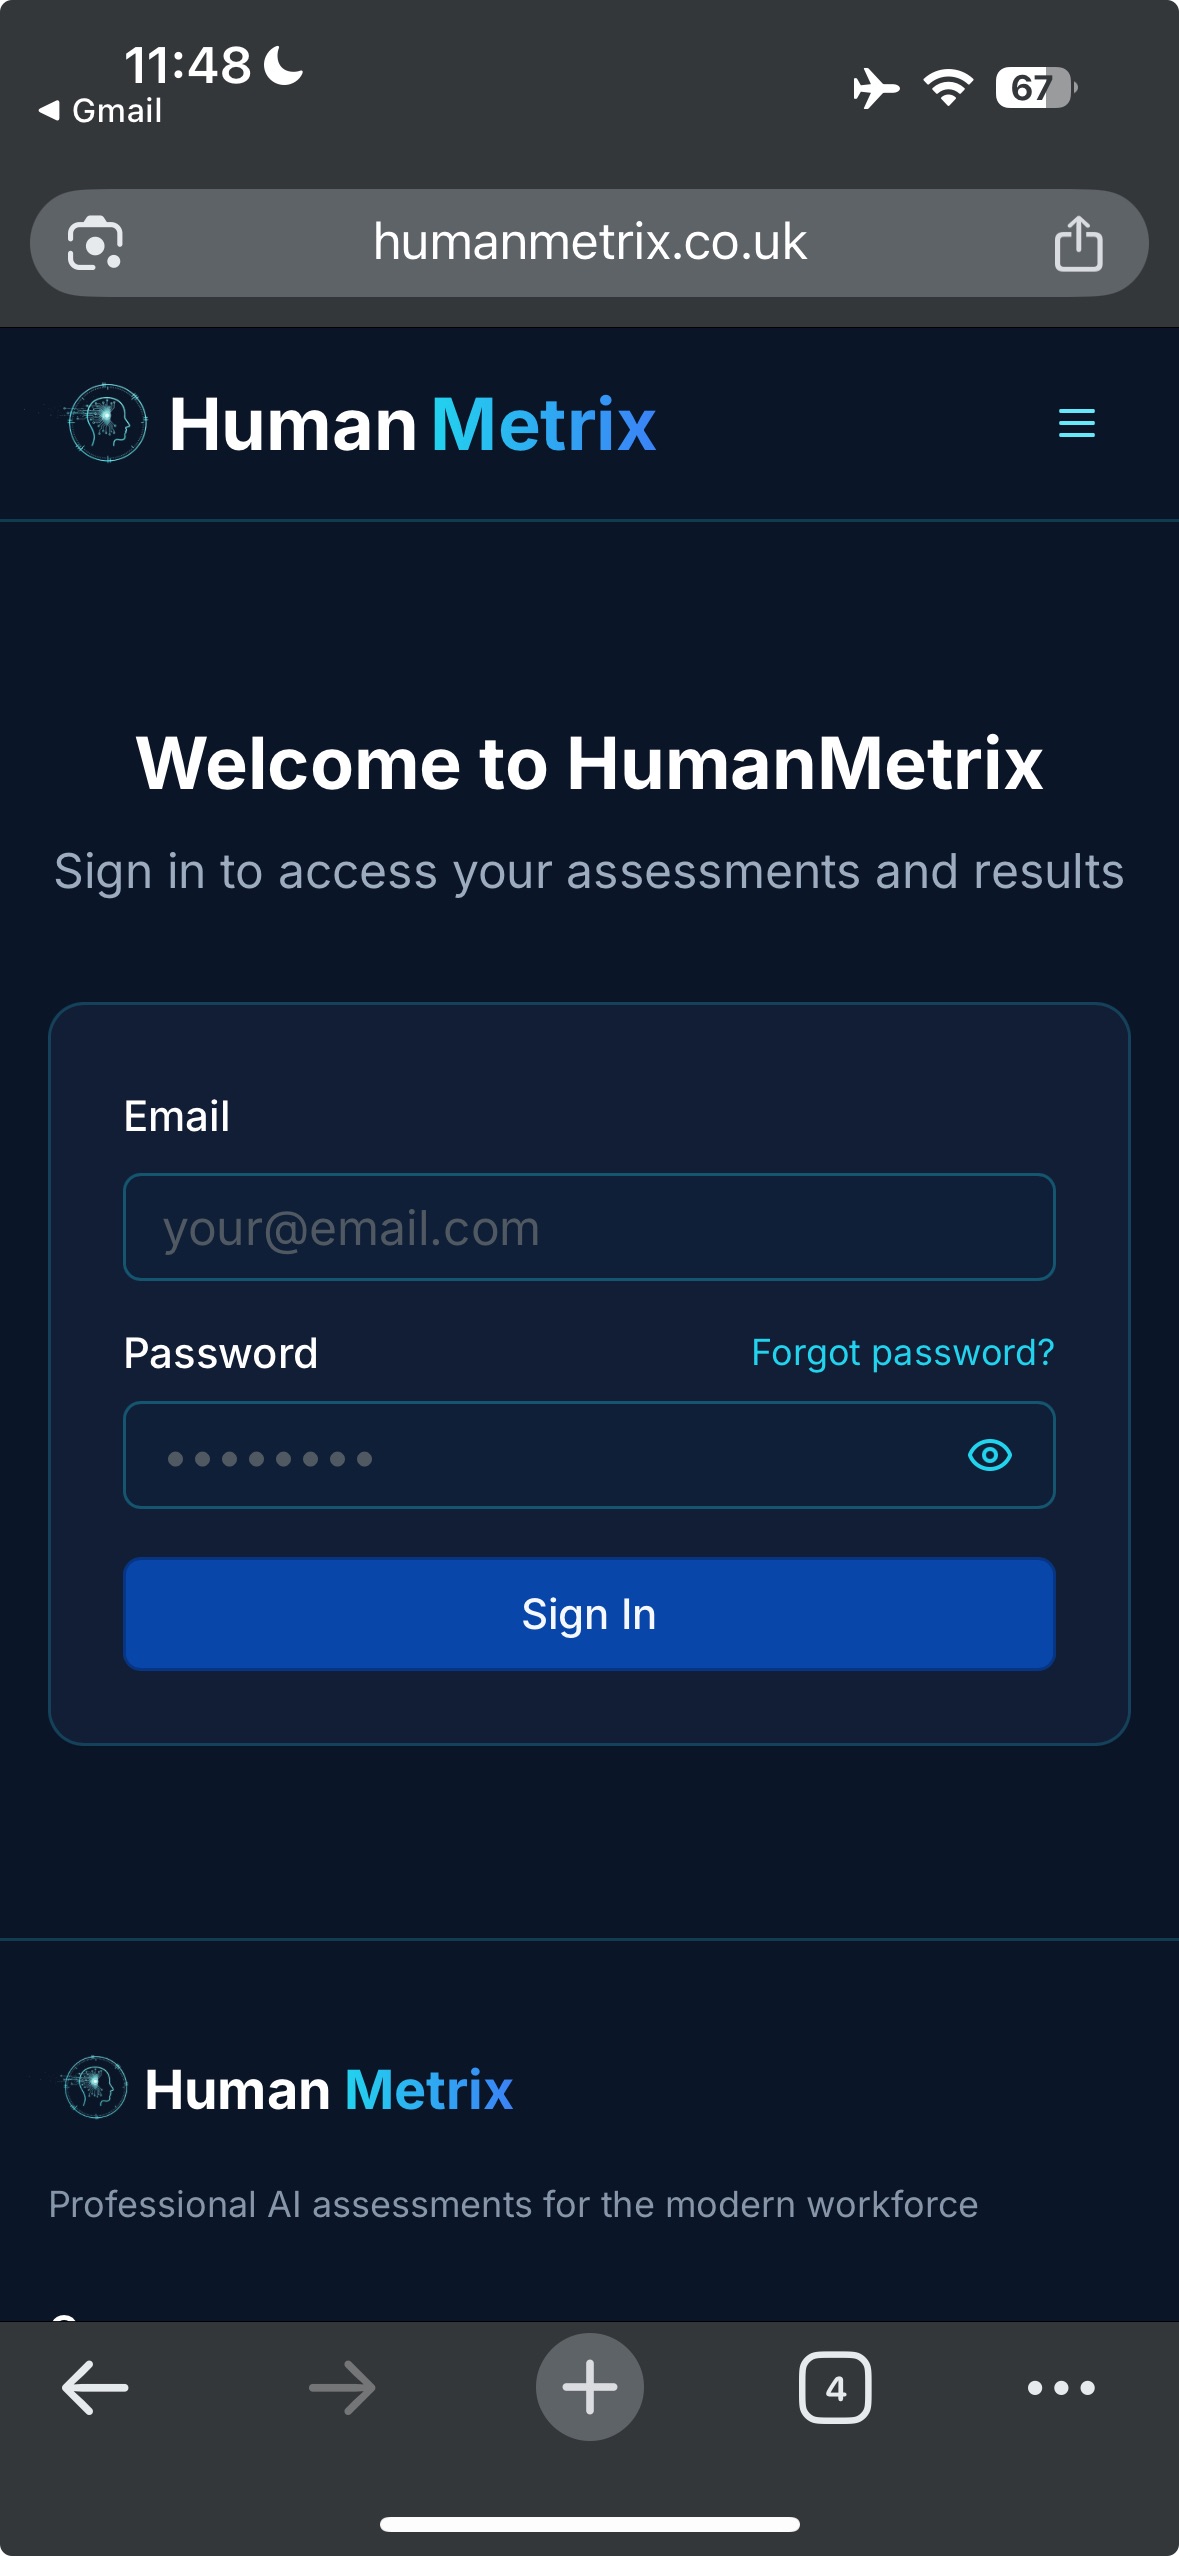 11:48
Gmail
67
humanmetrix.co.uk
Human Metrix
Welcome to HumanMetrix
Sign in to access your assessments and results
Email
your@email.com
Password
Forgot password?
Sign In
Human Metrix
Professional AI assessments for the modern workforce
4